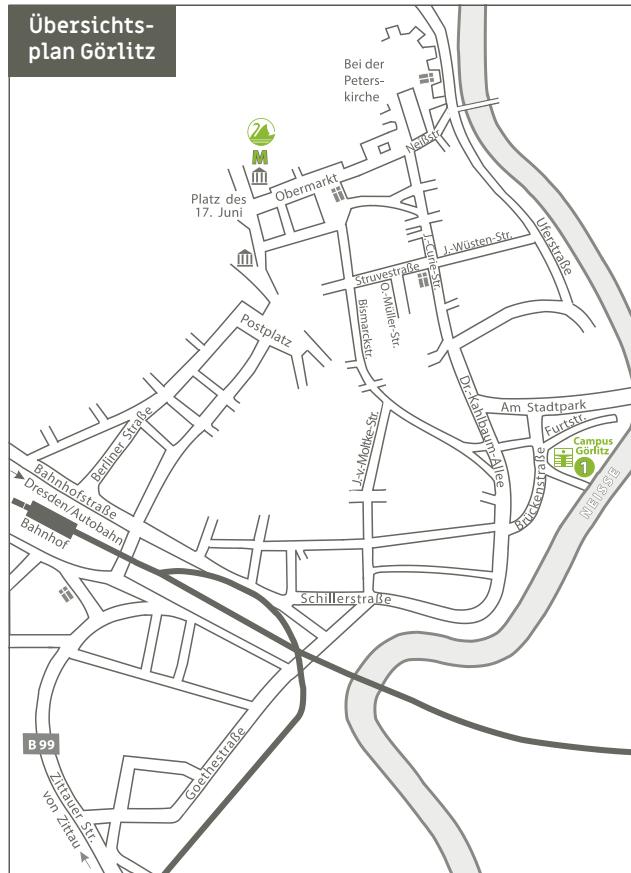 Übersichts-
plan Görlitz
Bei der
Peters-
kirche
Neißstr.
M
Obermarkt
Platz des
17. Juni
Uferstraße
J.-Wüsten-Str.
J.-Curie-Str.
Struvestraße
O.-Müller-Str.
Bismarckstr.
Postplatz
Dr.-Kahlbaum-Allee
Am Stadtpark
Furtstr.
Campus
Görlitz
1
J.-v.-Moltke-Str.
Berliner Straße
Brückenstraße
NEISSE
Bahnhofstraße
Dresden/Autobahn
Bahnhof
Schillerstraße
B 99
Goethestraße
Zittauer Str.
von Zittau